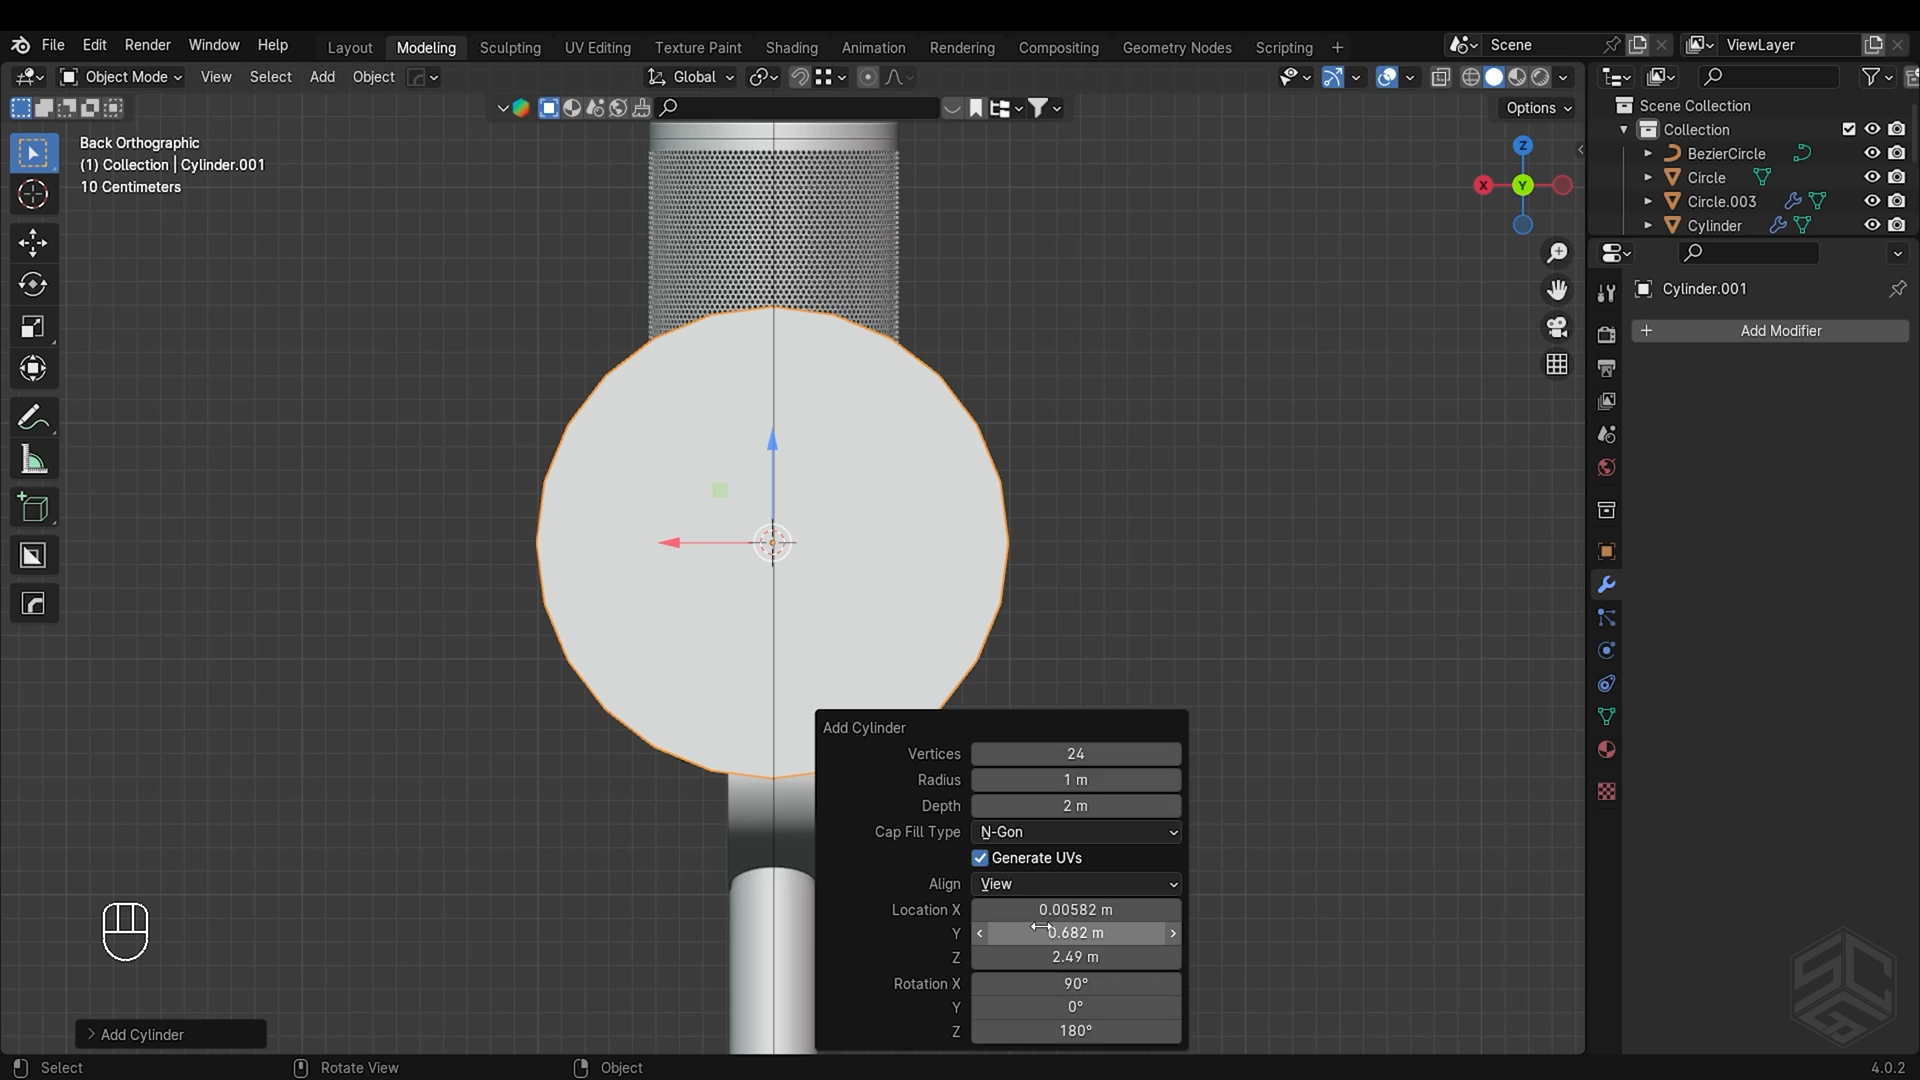 File Edit Render Window Help Layout Modeling Sculpting UV Editing Texture Paint Shading Animation Rendering Compositing Geometry Nodes Scripting + Scene ViewLayer
Object Mode View Select Add Object Global
Options
Back Orthographic
(1) Collection | Cylinder.001
10 Centimeters
Z
X
Y
Scene Collection
Collection
BezierCircle
Circle
Circle.003
Cylinder
Cylinder.001
+ Add Modifier
Add Cylinder
Vertices 24
Radius 1 m
Depth 2 m
Cap Fill Type N-Gon
Generate UVs
Align View
Location X 0.00582 m
Y 0.682 m
Z 2.49 m
Rotation X 90°
Y 0°
Z 180°
> Add Cylinder
Select Rotate View Object 4.0.2